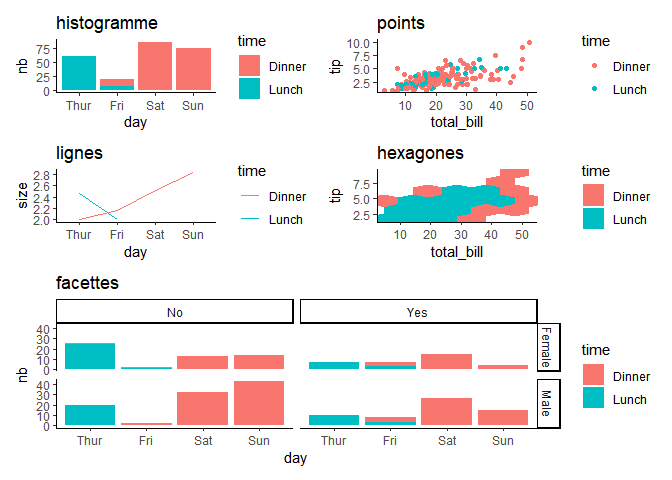 histogramme
nb
75
50
25
0
Thur Fri Sat Sun
day
time
Dinner
Lunch
points
tip
10.0
7.5
5.0
2.5
10 20 30 40 50
total_bill
time
Dinner
Lunch
lignes
size
2.8
2.6
2.4
2.2
2.0
Thur Fri Sat Sun
day
time
Dinner
Lunch
hexagones
tip
7.5
5.0
2.5
10 20 30 40 50
total_bill
time
Dinner
Lunch
facettes
No Yes
nb
40
30
20
10
0
Female
40
30
20
10
0
Male
Thur Fri Sat Sun Thur Fri Sat Sun
day
time
Dinner
Lunch